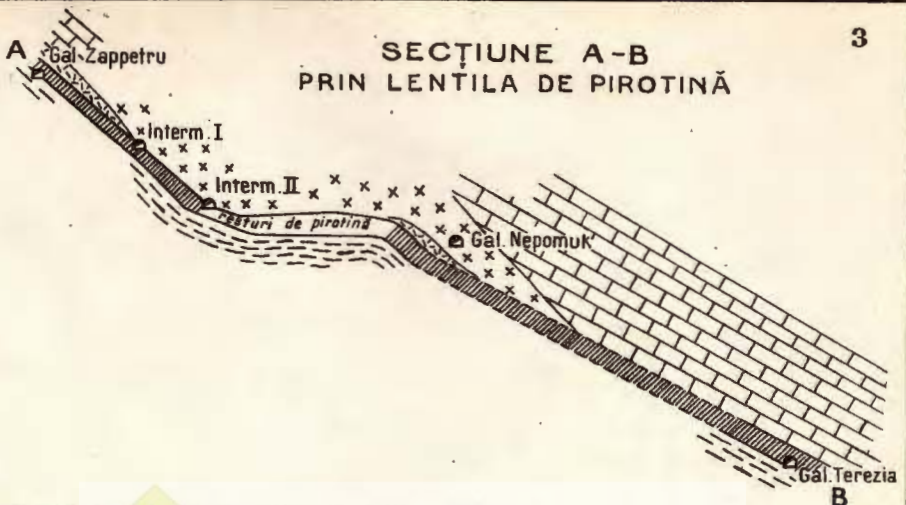 3
SECȚIUNE A-B
PRIN LENTILA DE PIROTINĂ
A
Gal. Zappetru
Interm. I
Interm. II
resturi de pirotină
Gal. Nepomuk
Gal. Terezia
B